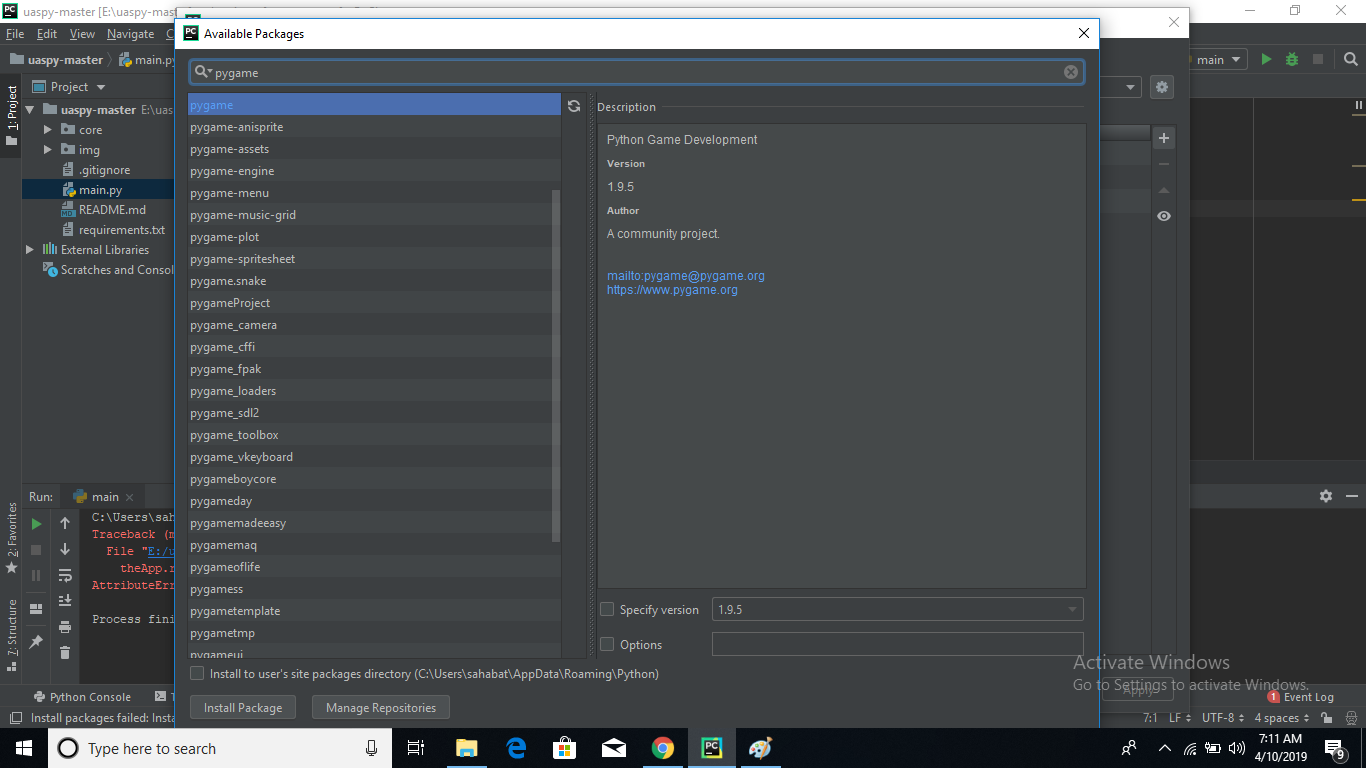 uaspy-master [E:\uaspy-master]
File Edit View Navigate
uaspy-master main.py
main
Available Packages
pygame
1: Project
Project
uaspy-master E:\uas
core
img
.gitignore
main.py
README.md
requirements.txt
External Libraries
Scratches and Consol
pygame
pygame-anisprite
pygame-assets
pygame-engine
pygame-menu
pygame-music-grid
pygame-plot
pygame-spritesheet
pygame.snake
pygameProject
pygame_camera
pygame_cffi
pygame_fpak
pygame_loaders
pygame_sdl2
pygame_toolbox
pygame_vkeyboard
pygameboycore
pygameday
pygamemadeeasy
pygamemaq
pygameoflife
pygamess
pygametemplate
pygametmp
pygameui
Description
Python Game Development
Version
1.9.5
Author
A community project.
mailto:pygame@pygame.org
https://www.pygame.org
Specify version 1.9.5
Options
Install to user's site packages directory (C:\Users\sahabat\AppData\Roaming\Python)
Install Package Manage Repositories
Apply
2: Favorites
7: Structure
Run: main
C:\Users\sah
Traceback (m
File "E:/u
theApp.r
AttributeErr
Process fini
Python Console
Event Log
Install packages failed: Insta
7:1 LF UTF-8 4 spaces
Activate Windows
Go to Settings to activate Windows.
Type here to search
7:11 AM
4/10/2019
9